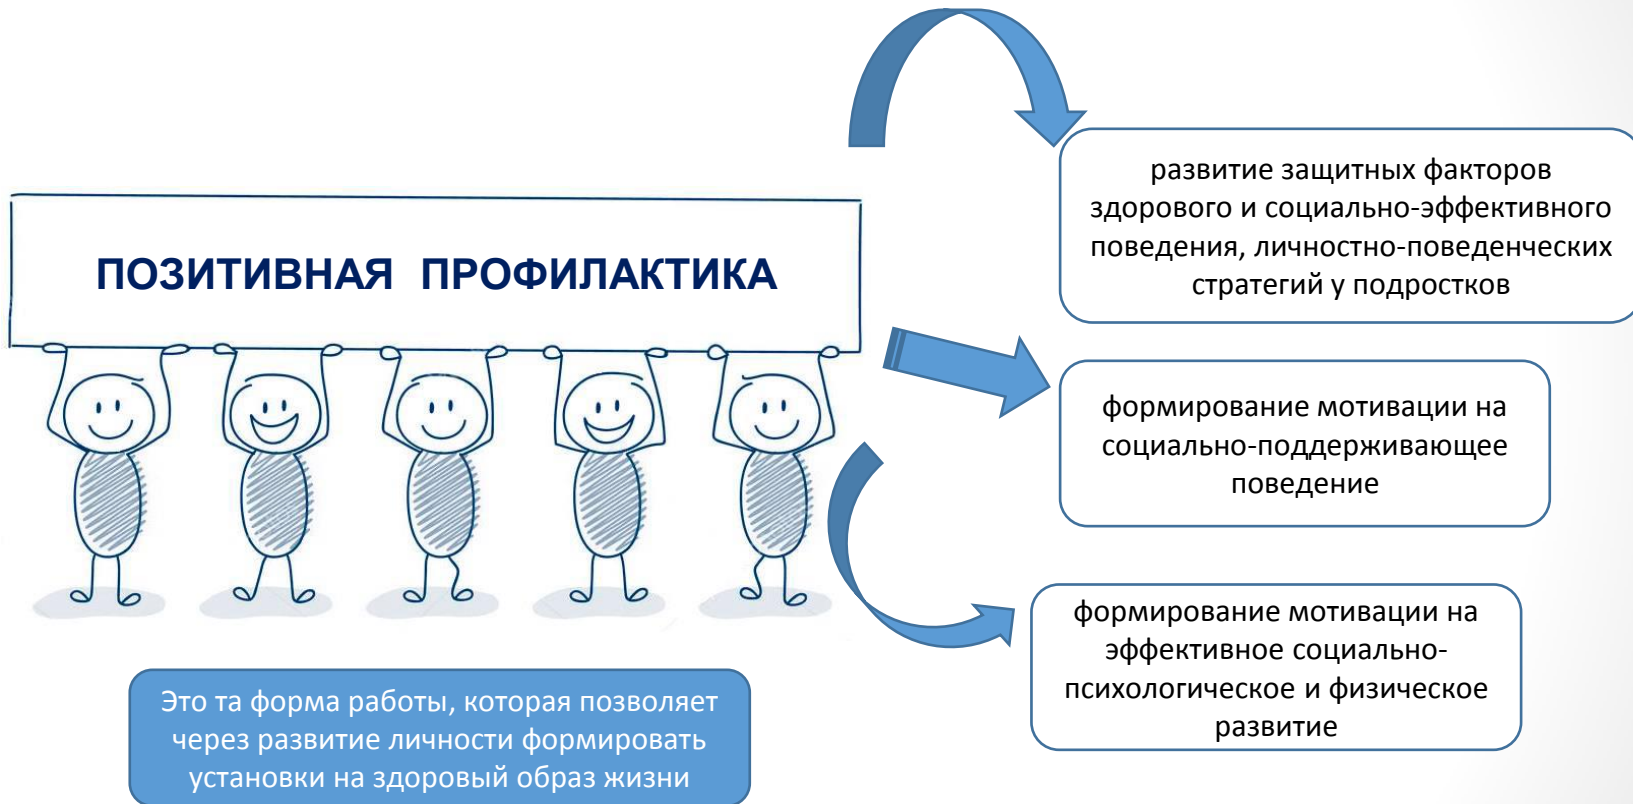 ПОЗИТИВНАЯ ПРОФИЛАКТИКА
развитие защитных факторов
здорового и социально-эффективного
поведения, личностно-поведенческих
стратегий у подростков
формирование мотивации на
социально-поддерживающее
поведение
формирование мотивации на
эффективное социально-
психологическое и физическое
развитие
Это та форма работы, которая позволяет
через развитие личности формировать
установки на здоровый образ жизни